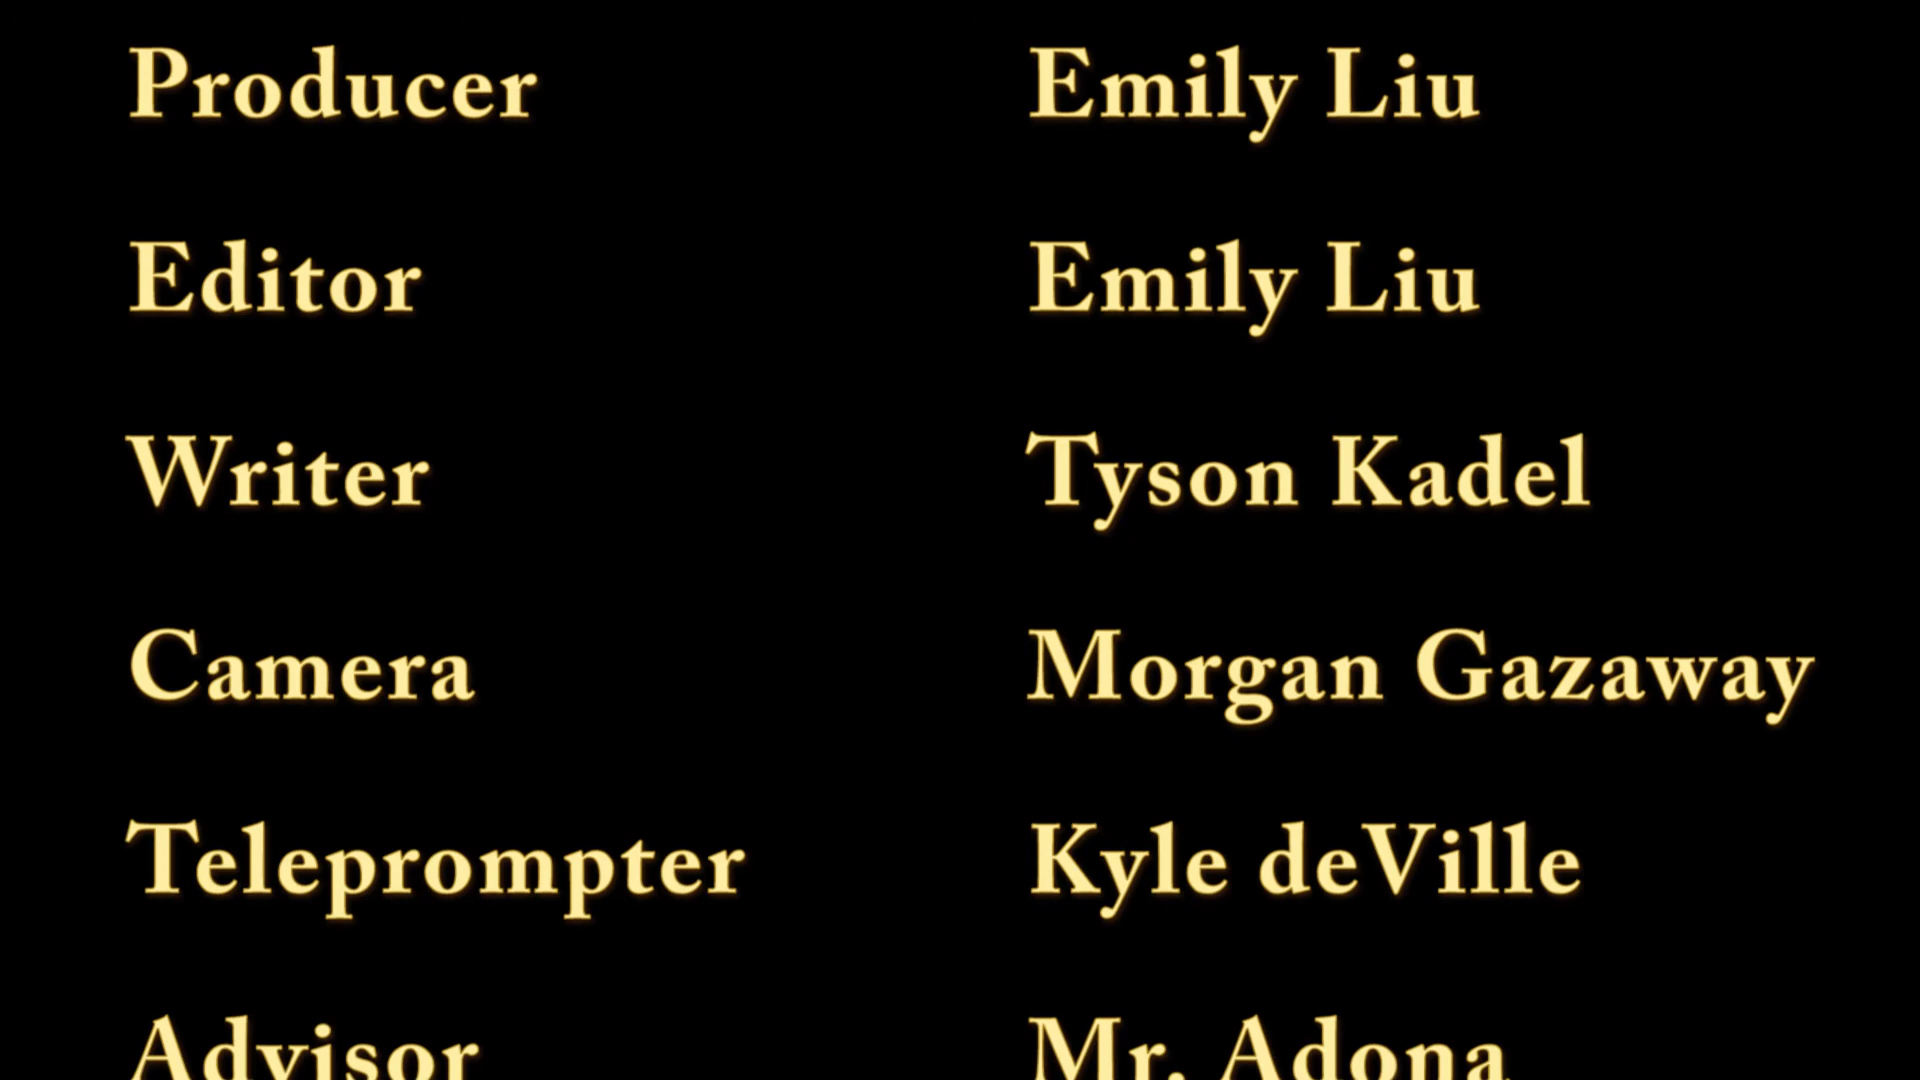 Producer Emily Liu
Editor Emily Liu
Writer Tyson Kadel
Camera Morgan Gazaway
Teleprompter Kyle deVille
Advisor Mr. Adona